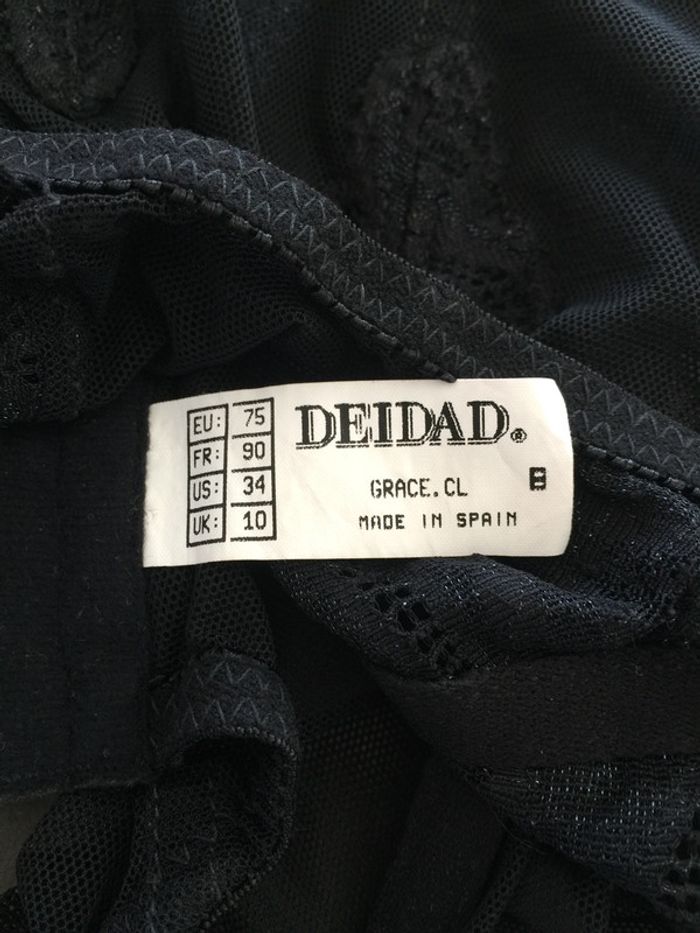 EU: 75
FR: 90
US: 34
UK: 10
DEIDAD®
GRACE.CL
B
MADE IN SPAIN